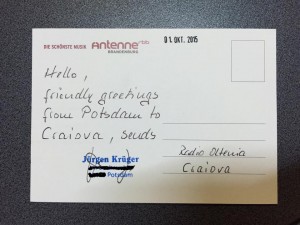 DIE SCHÖNSTE MUSIK Antenne rbb
BRANDENBURG
01. OKT. 2015
Hello,
friendly greetings
from Potsdam to
Craiova, sends
Jürgen Krüger
Potsdam
Radio Oltenia
Craiova